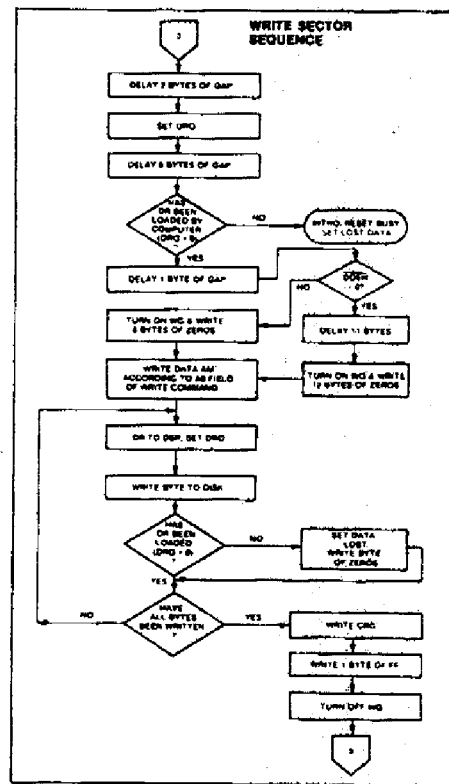 WRITE SECTOR
SEQUENCE
DELAY 2 BYTES OF GAP
SET DRQ
DELAY 8 BYTES OF GAP
HAS
DR BEEN
LOADED BY
COMPUTER
(DRQ = 0)
?
NO
INTRQ, RESET BUSY
SET LOST DATA
YES
DELAY 1 BYTE OF GAP
DDEN
= 0?
NO
YES
TURN ON WG & WRITE
6 BYTES OF ZEROS
DELAY 11 BYTES
WRITE DATA AM
ACCORDING TO A0 FIELD
OF WRITE COMMAND
TURN ON WG & WRITE
12 BYTES OF ZEROS
DR TO DSR, SET DRQ
WRITE BYTE TO DISK
HAS
DR BEEN
LOADED
(DRQ = 0)
?
NO
SET DATA
LOST
WRITE BYTE
OF ZEROS
YES
HAVE
ALL BYTES
BEEN WRITTEN
?
NO
YES
WRITE CRC
WRITE 1 BYTE OF FF
TURN OFF WG